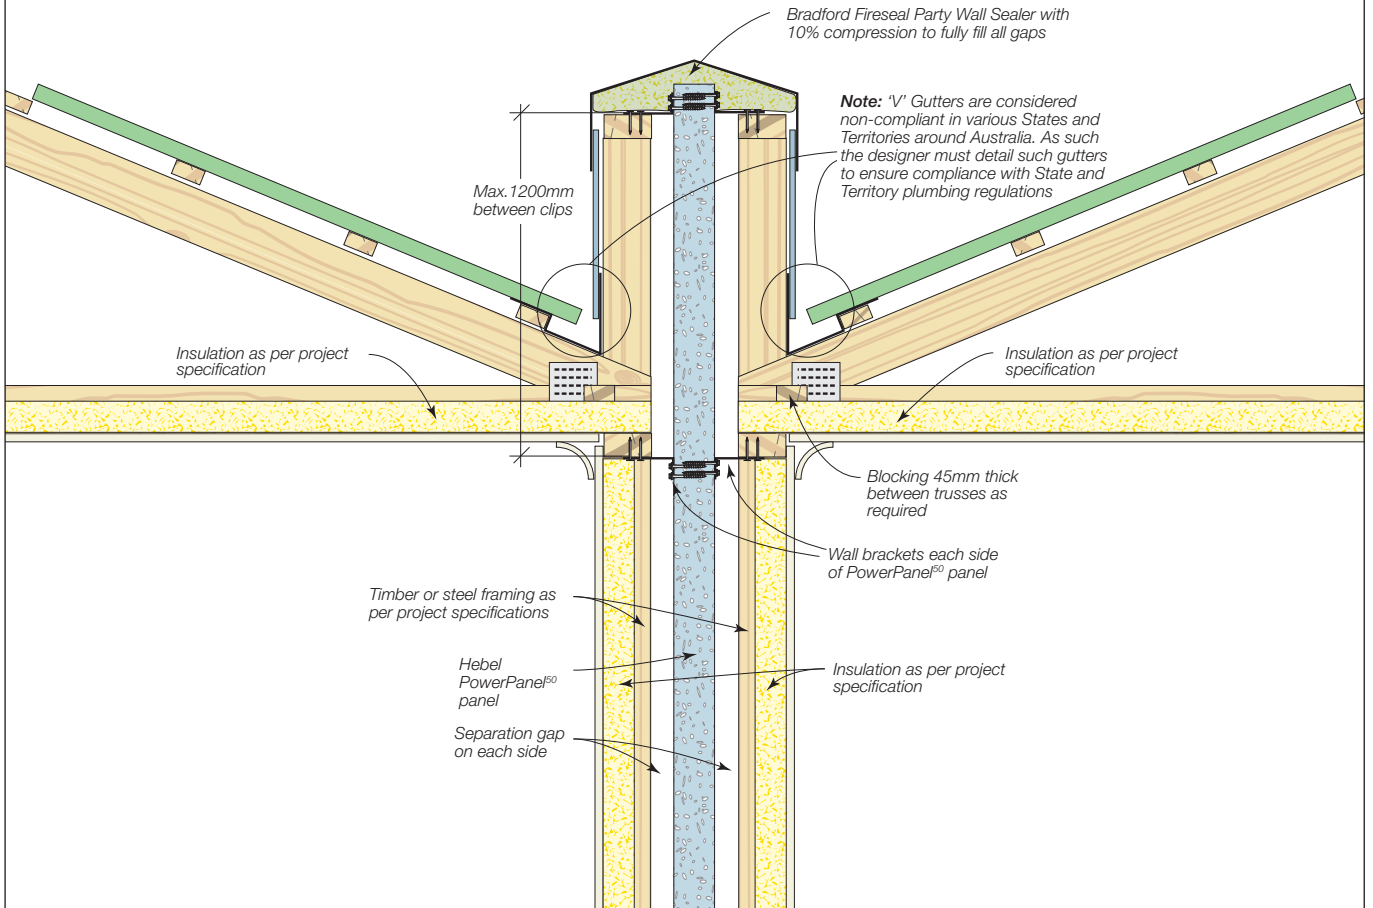 Bradford Fireseal Party Wall Sealer with
10% compression to fully fill all gaps
Note: ‘V’ Gutters are considered
non-compliant in various States and
Territories around Australia. As such
the designer must detail such gutters
to ensure compliance with State and
Territory plumbing regulations
Max.1200mm
between clips
Insulation as per project
specification
Insulation as per project
specification
Blocking 45mm thick
between trusses as
required
Wall brackets each side
of PowerPanel⁵⁰ panel
Timber or steel framing as
per project specifications
Hebel
PowerPanel⁵⁰
panel
Insulation as per project
specification
Separation gap
on each side